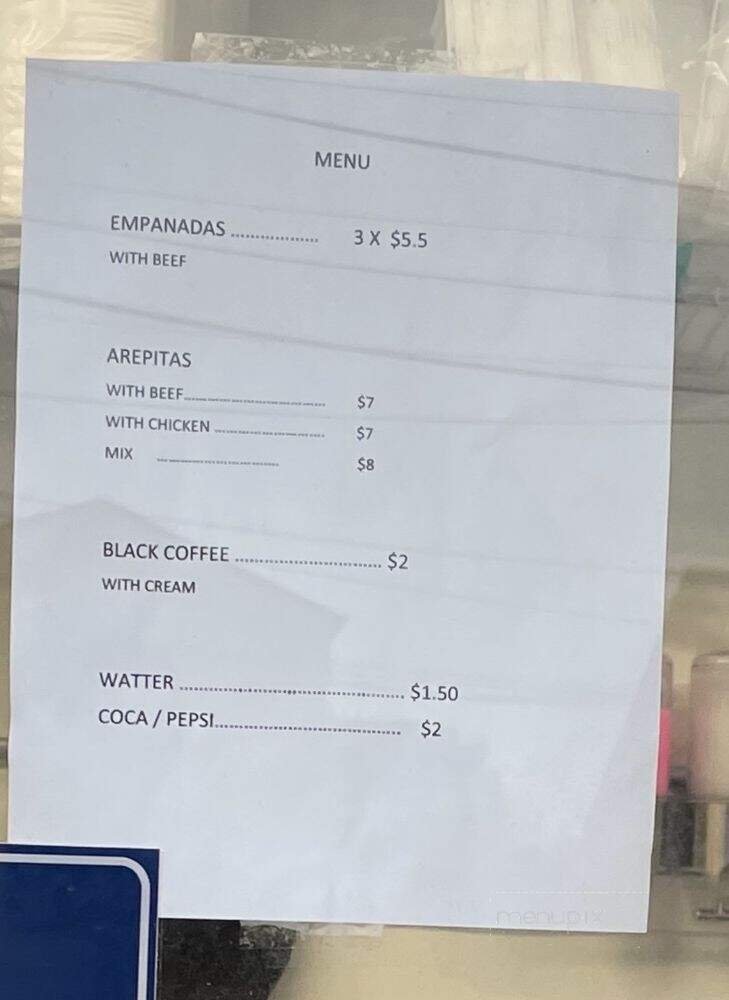 MENU
EMPANADAS .................. 3 X $5.5
WITH BEEF
AREPITAS
WITH BEEF............................. $7
WITH CHICKEN ...................... $7
MIX ......................... $8
BLACK COFFEE .............................. $2
WITH CREAM
WATTER ............................................. $1.50
COCA / PEPSI..................................... $2
menupix